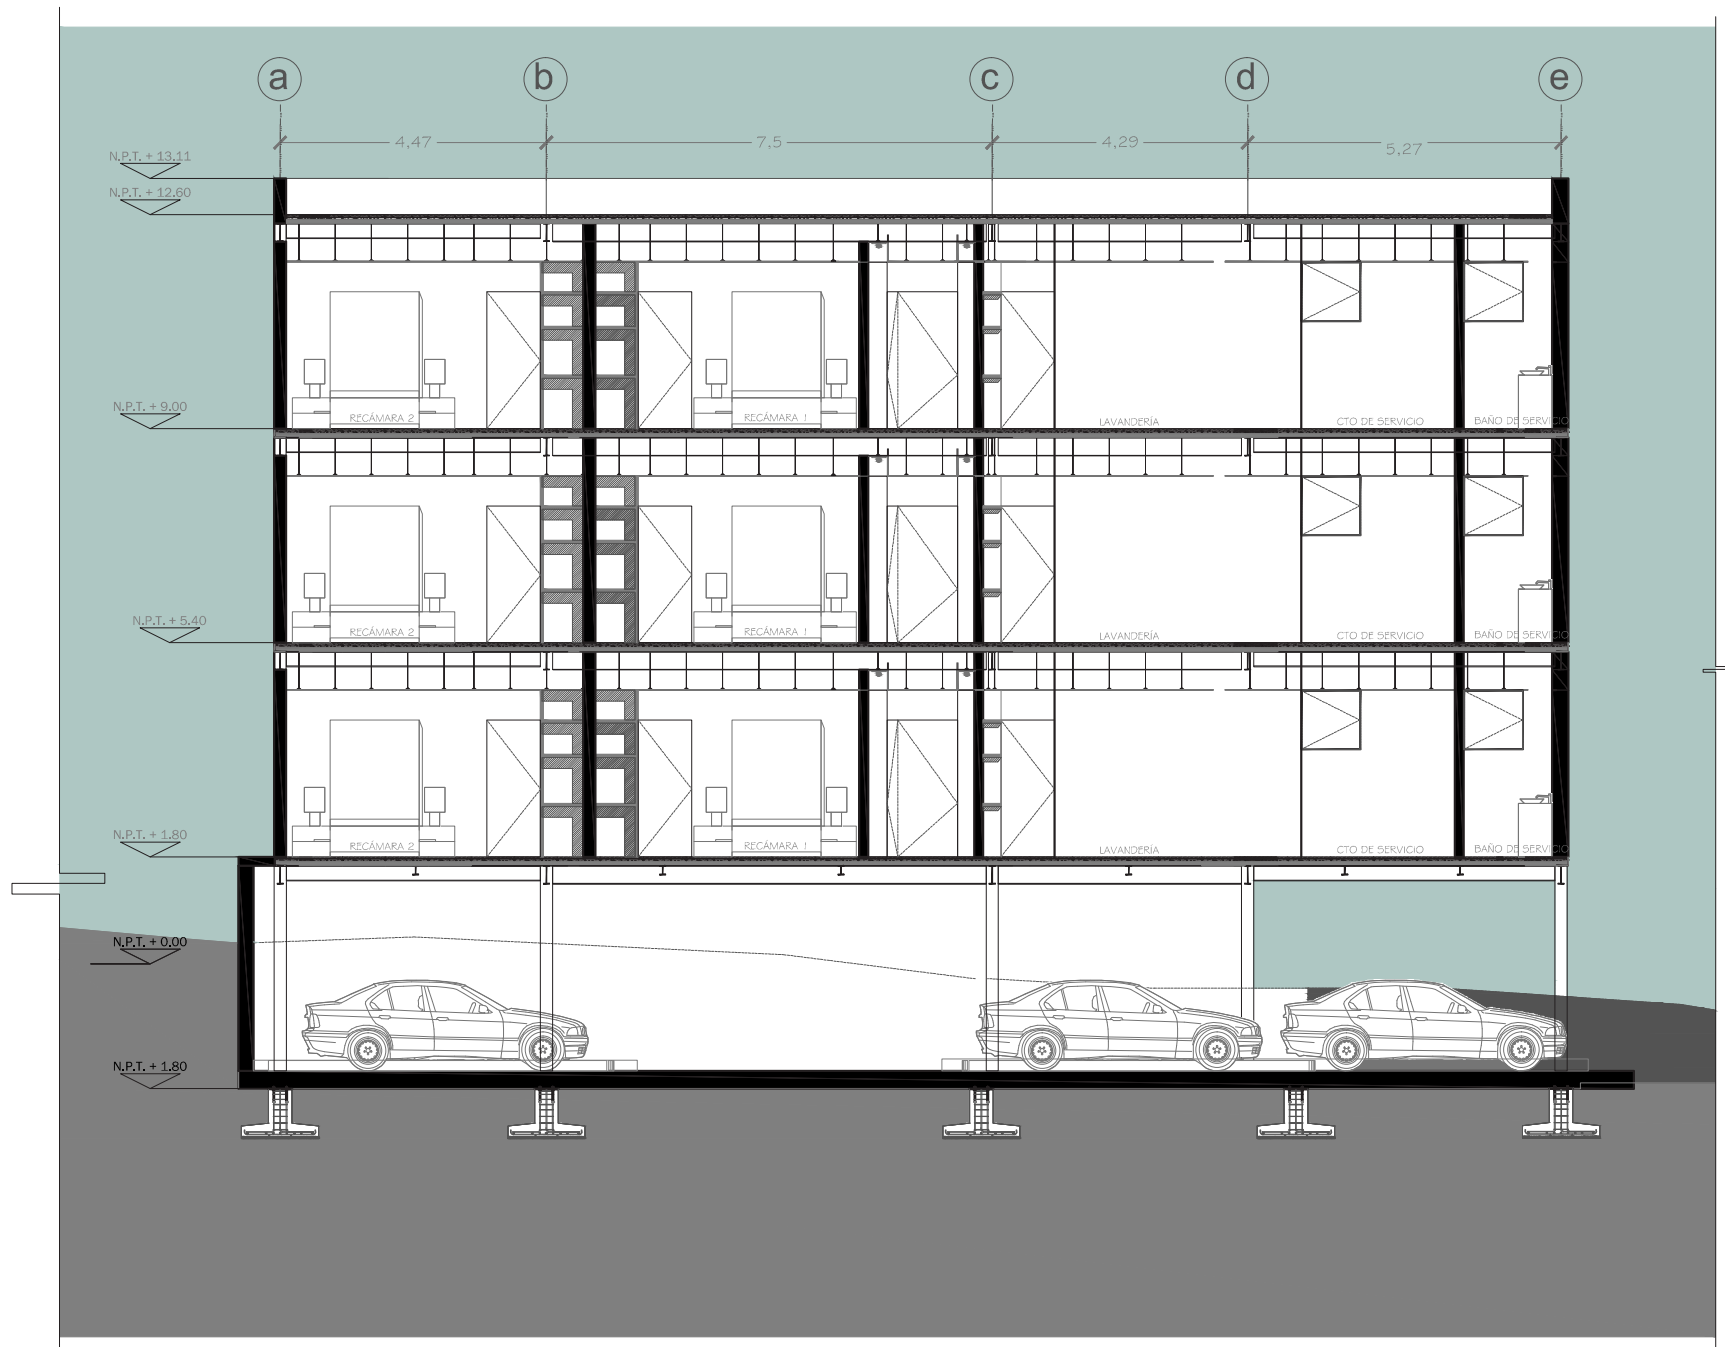 a b c d e
4,47 7,5 4,29 5,27
N.P.T. + 13.11
N.P.T. + 12.60
N.P.T. + 9.00
RECÁMARA 2 RECÁMARA 1 LAVANDERÍA CTO DE SERVICIO BAÑO DE SERVICIO
N.P.T. + 5.40
RECÁMARA 2 RECÁMARA 1 LAVANDERÍA CTO DE SERVICIO BAÑO DE SERVICIO
N.P.T. + 1.80
RECÁMARA 2 RECÁMARA 1 LAVANDERÍA CTO DE SERVICIO BAÑO DE SERVICIO
N.P.T. + 0.00
N.P.T. + 1.80